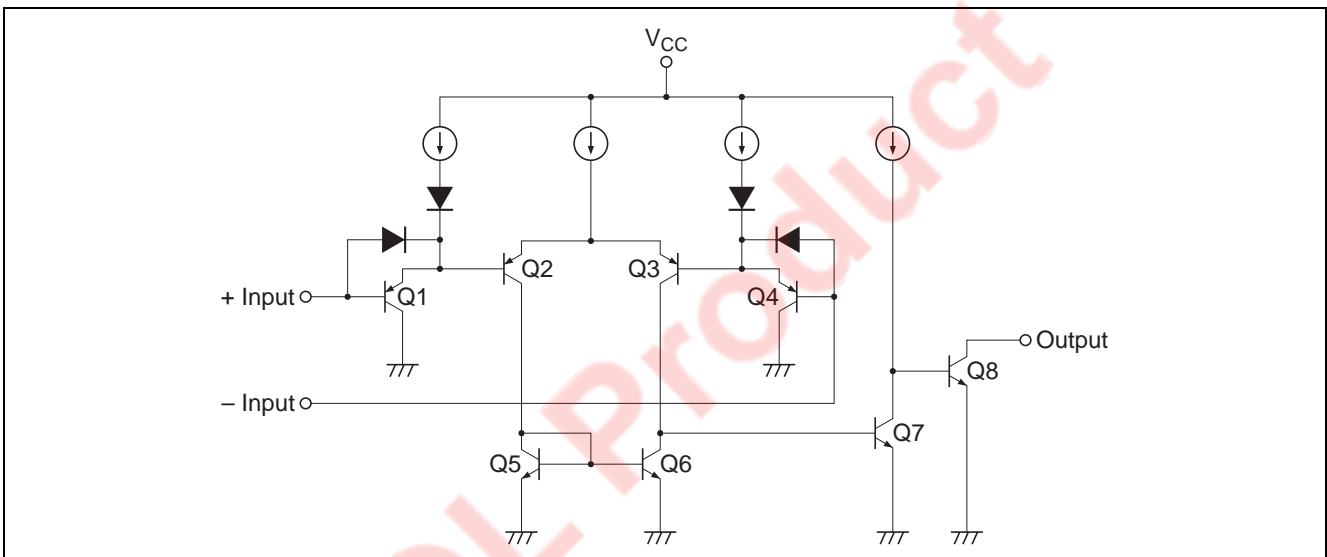 VCC
Q2
Q3
+ Input
Q1
Q4
Output
Q8
– Input
Q7
Q5
Q6
Product